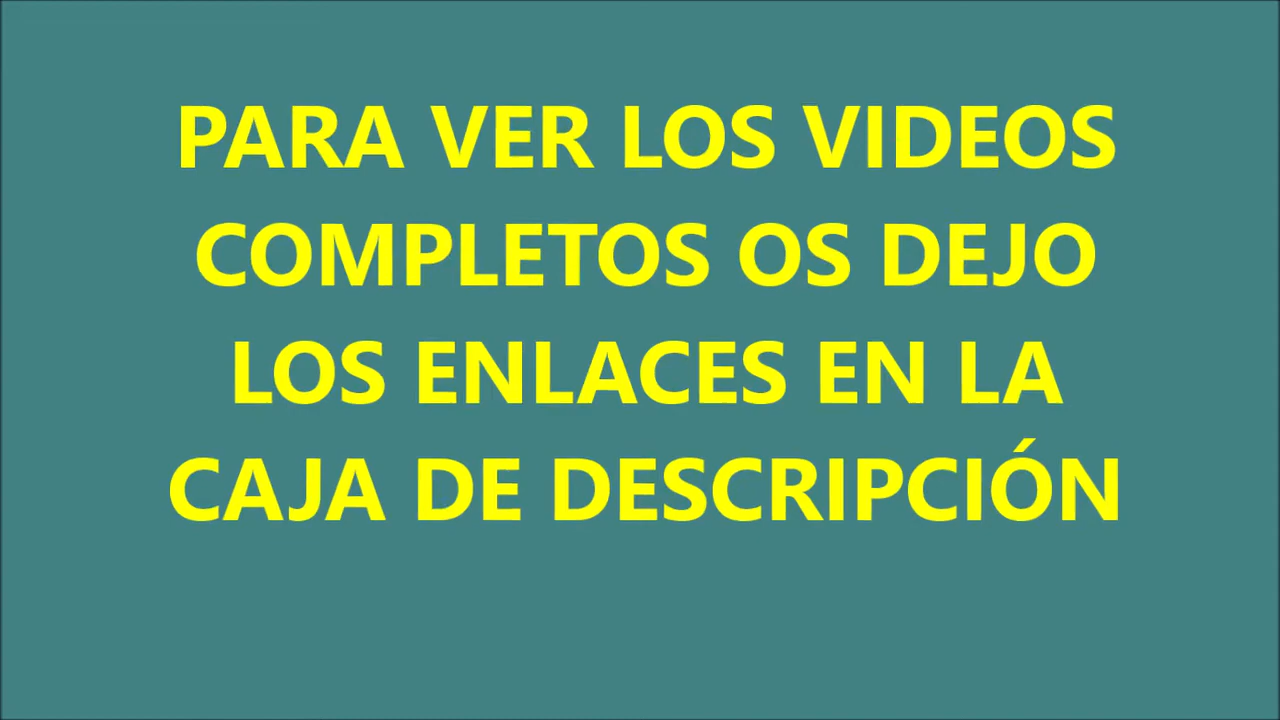 PARA VER LOS VIDEOS
COMPLETOS OS DEJO
LOS ENLACES EN LA
CAJA DE DESCRIPCIÓN